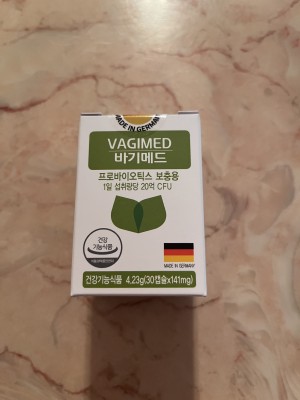 MADE IN GERMANY
VAGIMED
바기메드
프로바이오틱스 보충용
1일 섭취량당 20억 CFU
건강
기능식품
MADE IN GERMANY
건강기능식품 4.23g(30캡슐x141mg)